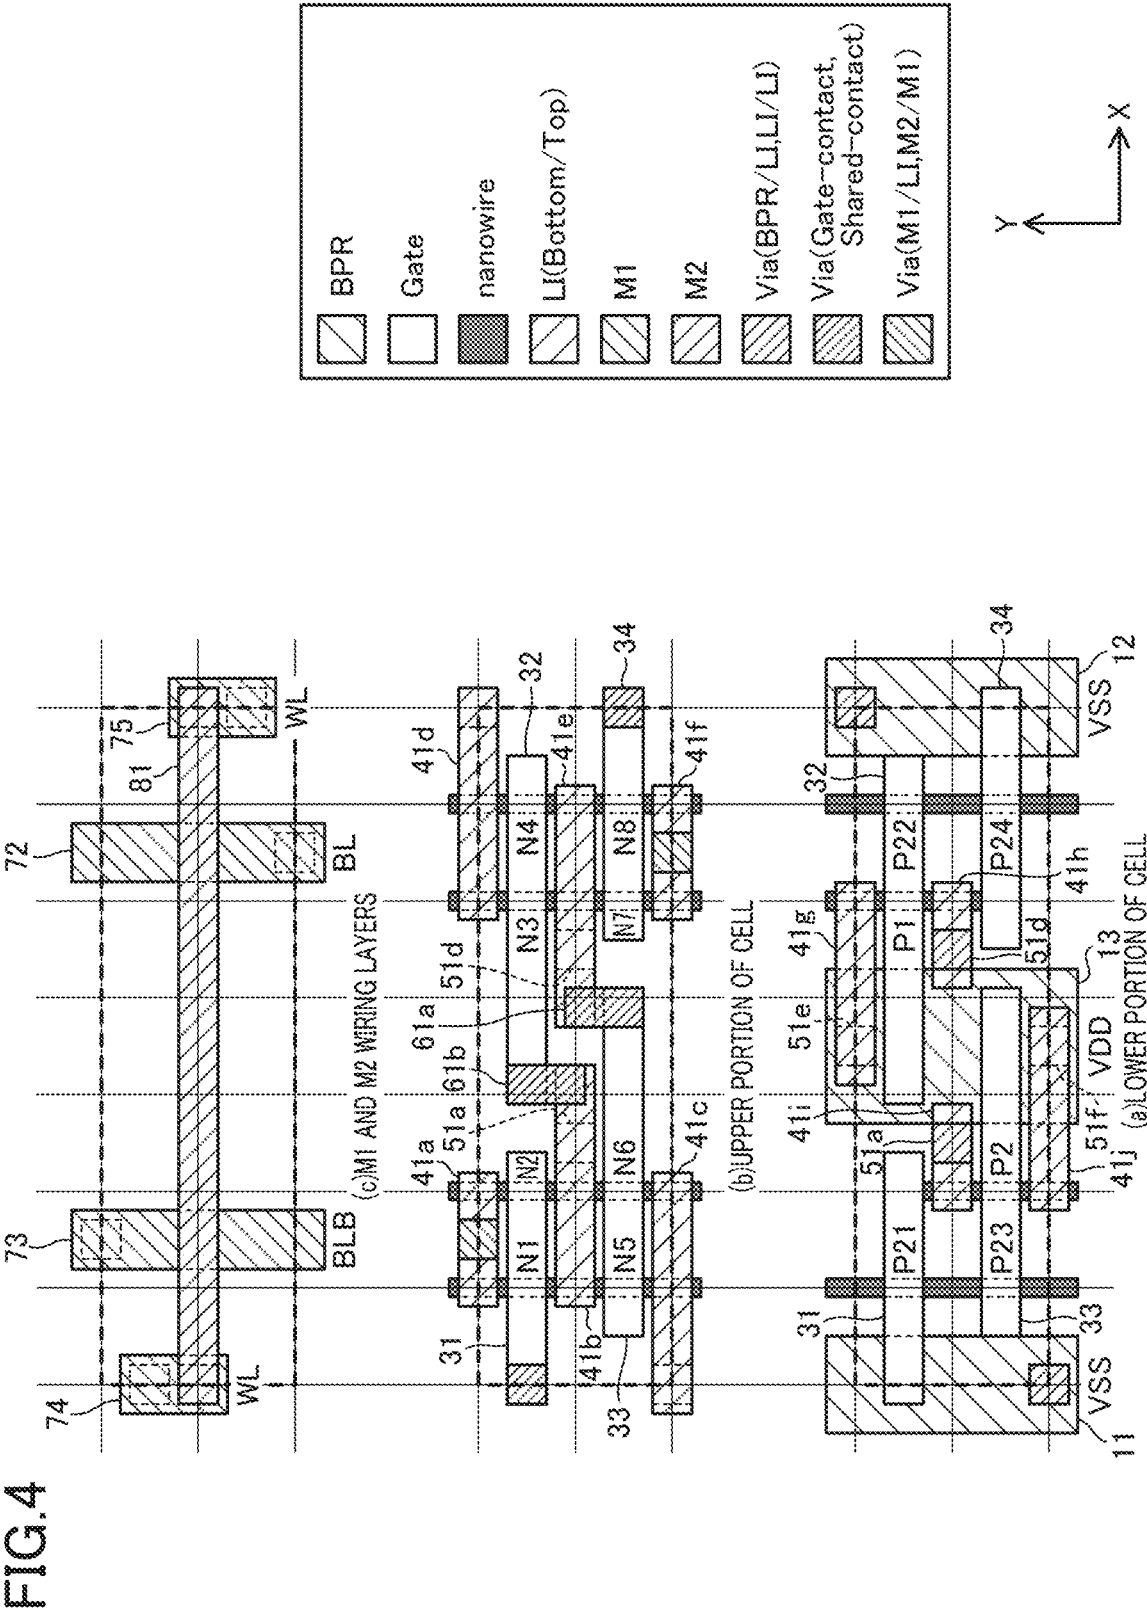 FIG.4
74
73
72
75
81
WL
BLB
BL
WL
(c)M1 AND M2 WIRING LAYERS
31
41a
51a
61b
61a
51d
32
41d
N1
N2
N3
N4
41e
34
N5
N6
N7
N8
41f
33
41b
41c
(b)UPPER PORTION OF CELL
31
51a
41i
51e
41g
32
P21
P1
P22
P23
P2
P24
34
11
VSS
33
41j
51f
VDD
13
51d
41h
VSS
12
(a)LOWER PORTION OF CELL
BPR
Gate
nanowire
LI(Bottom/Top)
M1
M2
Via(BPR/LI,LI/LI)
Via(Gate-contact,
Shared-contact)
Via(M1/LI,M2/M1)
Y
X